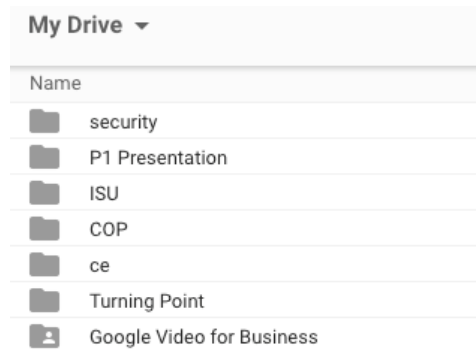 My Drive
Name
security
P1 Presentation
ISU
COP
ce
Turning Point
Google Video for Business